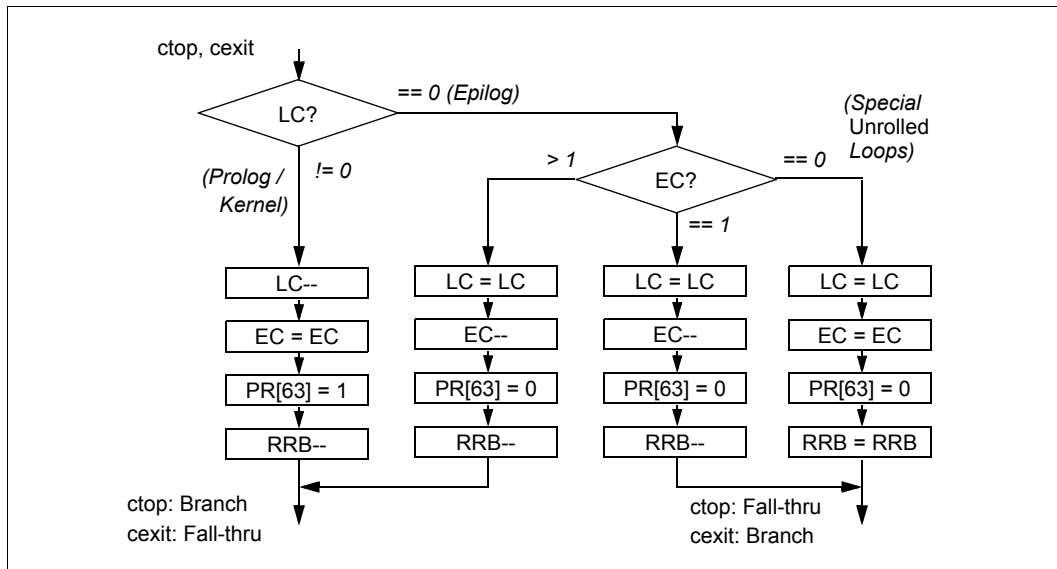 ctop, cexit
LC?
== 0 (Epilog)
(Special
Unrolled
Loops)
(Prolog /
Kernel)
!= 0
> 1
EC?
== 0
== 1
LC--
LC = LC
LC = LC
LC = LC
EC = EC
EC--
EC--
EC = EC
PR[63] = 1
PR[63] = 0
PR[63] = 0
PR[63] = 0
RRB--
RRB--
RRB--
RRB = RRB
ctop: Branch
cexit: Fall-thru
ctop: Fall-thru
cexit: Branch